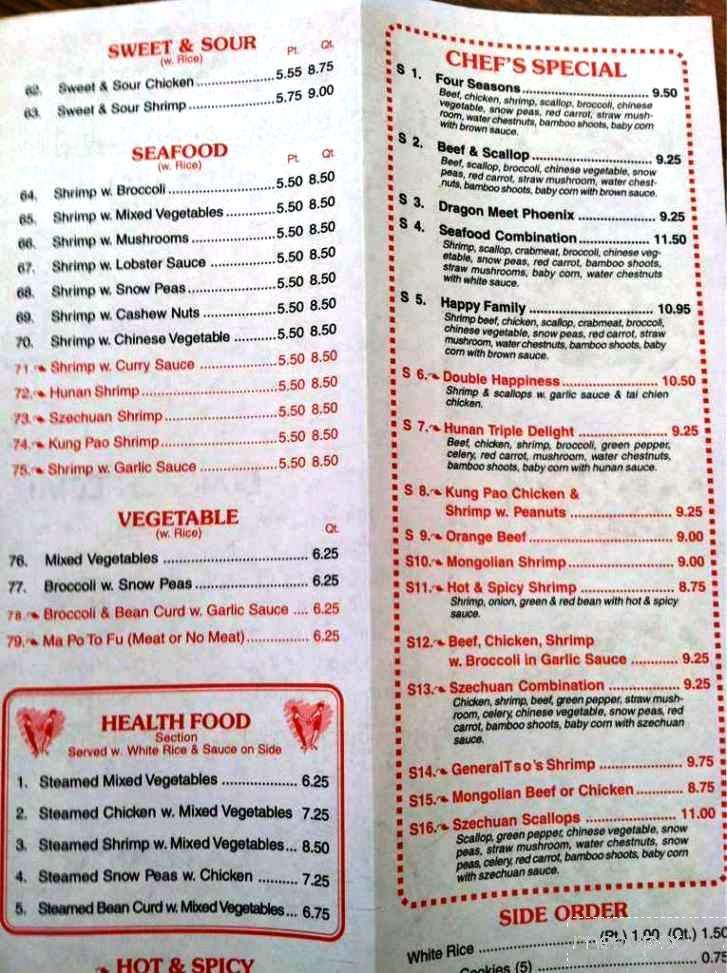 SWEET & SOUR
(w. Rice)
Pt. Qt.
62. Sweet & Sour Chicken 5.55 8.75
63. Sweet & Sour Shrimp 5.75 9.00
SEAFOOD
(w. Rice)
Pt. Qt.
64. Shrimp w. Broccoli 5.50 8.50
65. Shrimp w. Mixed Vegetables 5.50 8.50
66. Shrimp w. Mushrooms 5.50 8.50
67. Shrimp w. Lobster Sauce 5.50 8.50
68. Shrimp w. Snow Peas 5.50 8.50
69. Shrimp w. Cashew Nuts 5.50 8.50
70. Shrimp w. Chinese Vegetable 5.50 8.50
71. Shrimp w. Curry Sauce 5.50 8.50
72. Hunan Shrimp 5.50 8.50
73. Szechuan Shrimp 5.50 8.50
74. Kung Pao Shrimp 5.50 8.50
75. Shrimp w. Garlic Sauce 5.50 8.50
VEGETABLE
(w. Rice)
Qt.
76. Mixed Vegetables 6.25
77. Broccoli w. Snow Peas 6.25
78. Broccoli & Bean Curd w. Garlic Sauce 6.25
79. Ma Po To Fu (Meat or No Meat) 6.25
HEALTH FOOD
Section
Served w. White Rice & Sauce on Side
1. Steamed Mixed Vegetables 6.25
2. Steamed Chicken w. Mixed Vegetables 7.25
3. Steamed Shrimp w. Mixed Vegetables 8.50
4. Steamed Snow Peas w. Chicken 7.25
5. Steamed Bean Curd w. Mixed Vegetables 6.75
HOT & SPICY
CHEF'S SPECIAL
S 1. Four Seasons 9.50
Beef, chicken, shrimp, scallop, broccoli, chinese
vegetable, snow peas, red carrot, straw mush-
room, water chestnuts, bamboo shoots, baby corn
with brown sauce.
S 2. Beef & Scallop 9.25
Beef, scallop, broccoli, chinese vegetable, snow
peas, red carrot, straw mushroom, water chest-
nuts, bamboo shoots, baby corn with brown sauce.
S 3. Dragon Meet Phoenix 9.25
S 4. Seafood Combination 11.50
Shrimp, scallop, crabmeat, broccoli, chinese veg-
etable, snow peas, red carrot, bamboo shoots,
straw mushrooms, baby corn, water chestnuts
with white sauce.
S 5. Happy Family 10.95
Shrimp beef, chicken, scallop, crabmeat, broccoli,
chinese vegetable, snow peas, red carrot, straw
mushroom, water chestnuts, bamboo shoots, baby
corn with brown sauce.
S 6. Double Happiness 10.50
Shrimp & scallops w. garlic sauce & tai chien
chicken.
S 7. Hunan Triple Delight 9.25
Beef, chicken, shrimp, broccoli, green pepper,
celery, red carrot, mushroom, water chestnuts,
bamboo shoots, baby corn with hunan sauce.
S 8. Kung Pao Chicken &
Shrimp w. Peanuts 9.25
S 9. Orange Beef 9.00
S10. Mongolian Shrimp 9.00
S11. Hot & Spicy Shrimp 8.75
Shrimp, onion, green & red bean with hot & spicy
sauce.
S12. Beef, Chicken, Shrimp
w. Broccoli in Garlic Sauce 9.25
S13. Szechuan Combination 9.25
Chicken, shrimp, beef, green pepper, straw mush-
room, celery, chinese vegetable, snow peas, red
carrot, bamboo shoots, baby corn with szechuan
sauce.
S14. General Tso's Shrimp 9.75
S15. Mongolian Beef or Chicken 8.75
S16. Szechuan Scallops 11.00
Scallop, green pepper, chinese vegetable, snow
peas, straw mushroom, water chestnuts, snow
peas, celery, red carrot, bamboo shoots, baby corn
with szechuan sauce.
SIDE ORDER
White Rice (Pt.) 1.00 (Qt.) 1.50
Cookies (5) 0.75